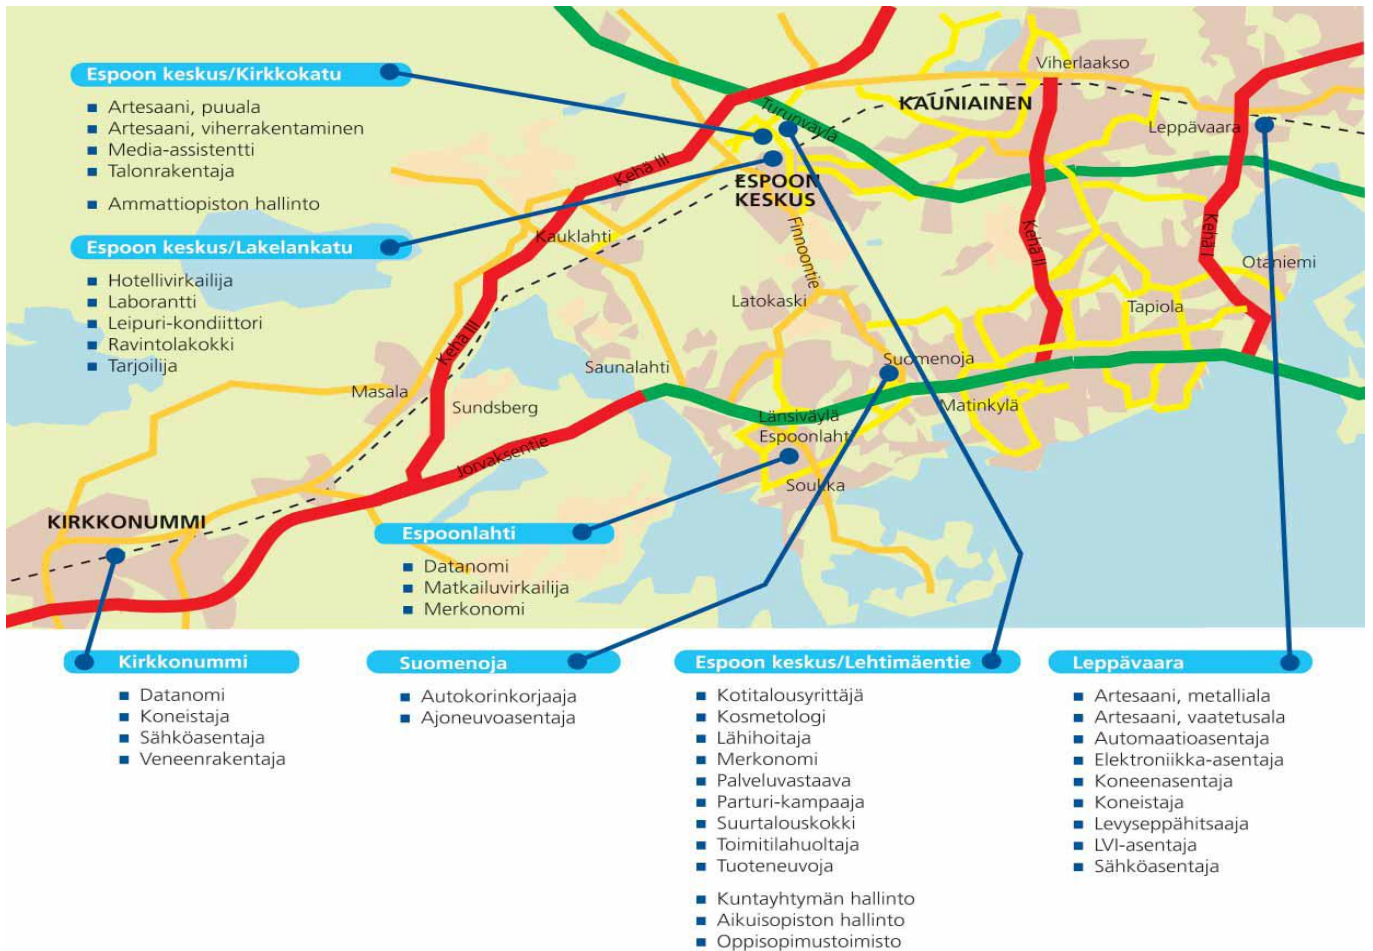 Viherlaakso
Espoon keskus/Kirkkokatu
Artesaani, puuala
Artesaani, viherrakentaminen
Media-assistentti
Talonrakentaja
Ammattiopiston hallinto
Turunväylä
KAUNIAINEN
Leppävaara
Kehä III
ESPOON
KESKUS
Espoon keskus/Lakelankatu
Hotellivirkailija
Laborantti
Leipuri-kondiittori
Ravintolakokki
Tarjoilija
Kauklahti
Finnoontie
Kehä II
Kehä I
Otaniemi
Latokaski
Tapiola
Kehä III
Saunalahti
Suomenoja
Masala
Sundsberg
Matinkylä
Länsiväylä
Espoonlahti
Jorvaksentie
Soukka
KIRKKONUMMI
Espoonlahti
Datanomi
Matkailuvirkailija
Merkonomi
Kirkkonummi
Datanomi
Koneistaja
Sähköasentaja
Veneenrakentaja
Suomenoja
Autokorinkorjaaja
Ajoneuvoasentaja
Espoon keskus/Lehtimäentie
Kotitalousyrittäjä
Kosmetologi
Lähihoitaja
Merkonomi
Palveluvastaava
Parturi-kampaaja
Suurtalouskokki
Toimitilahuoltaja
Tuoteneuvoja
Kuntayhtymän hallinto
Aikuisopiston hallinto
Oppisopimustoimisto
Leppävaara
Artesaani, metalliala
Artesaani, vaatetusala
Automaatioasentaja
Elektroniikka-asentaja
Koneenasentaja
Koneistaja
Levyseppähitsaaja
LVI-asentaja
Sähköasentaja